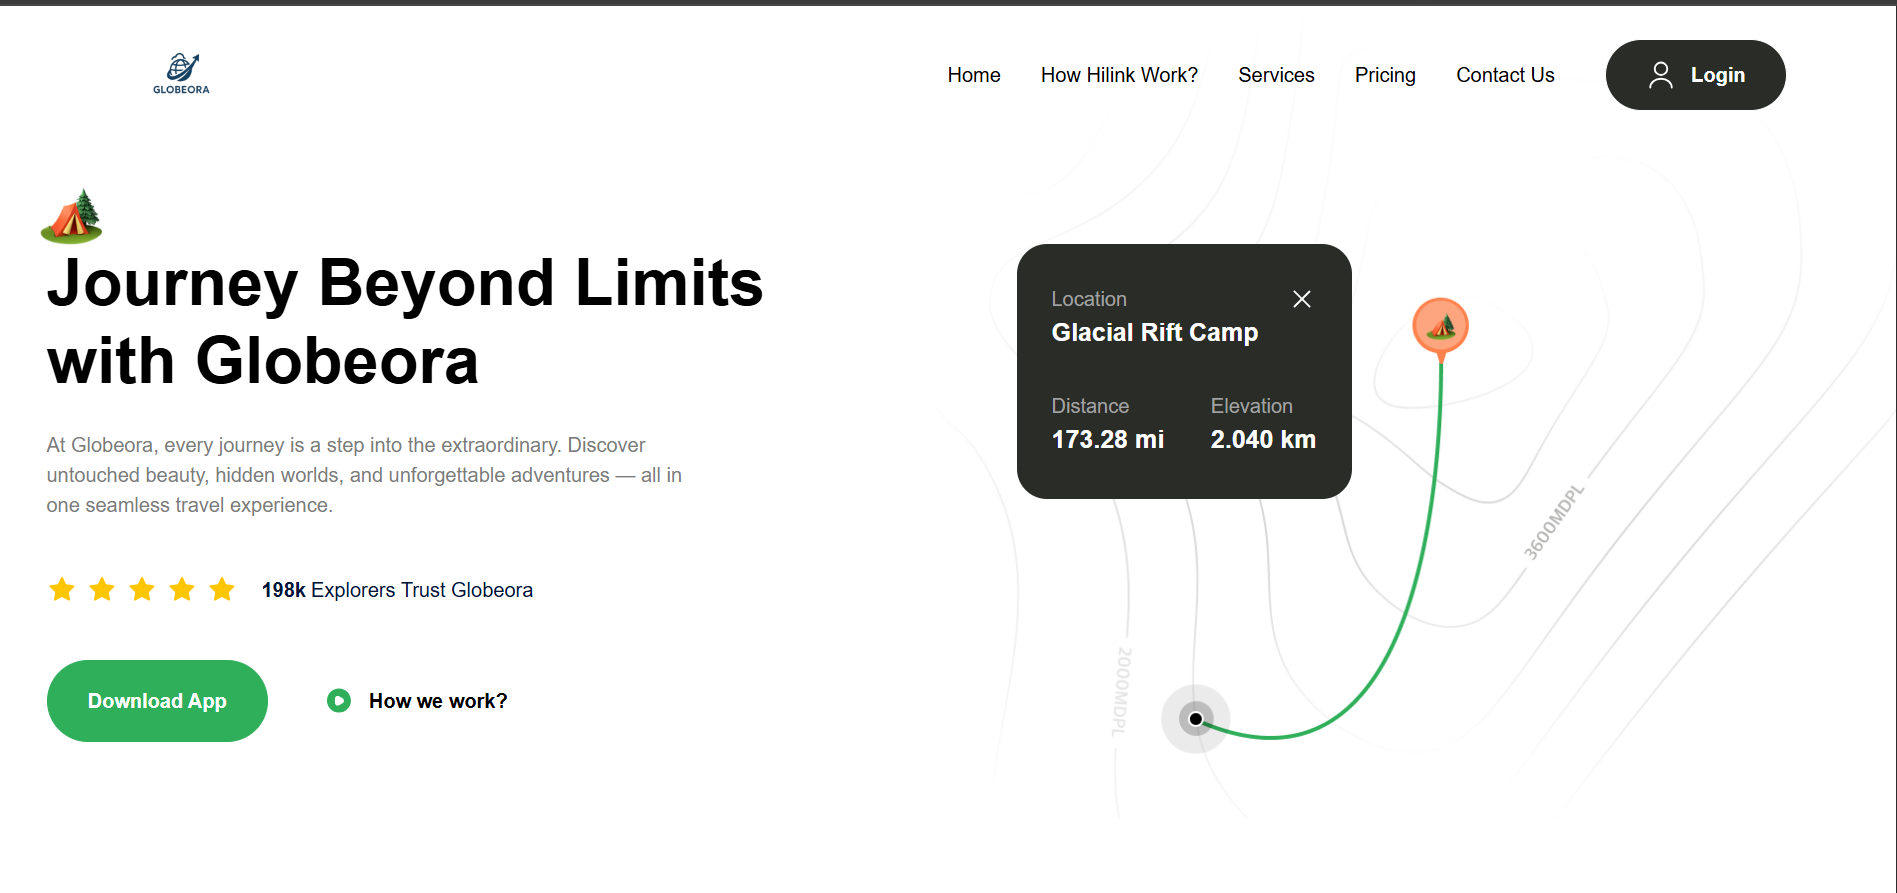 GLOBEORA
Home
How Hilink Work?
Services
Pricing
Contact Us
Login
Journey Beyond Limits
with Globeora
At Globeora, every journey is a step into the extraordinary. Discover
untouched beauty, hidden worlds, and unforgettable adventures — all in
one seamless travel experience.
198k Explorers Trust Globeora
Download App
How we work?
Location
Glacial Rift Camp
Distance
Elevation
173.28 mi
2.040 km
3600MDPL
2000MDPL